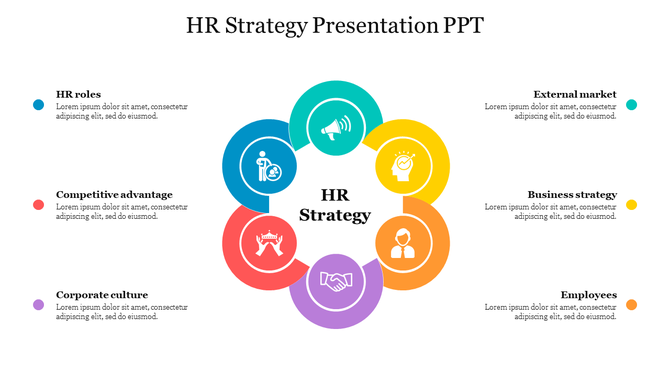 HR Strategy Presentation PPT
HR roles
Lorem ipsum dolor sit amet, consectetur
adipiscing elit, sed do eiusmod.
Competitive advantage
Lorem ipsum dolor sit amet, consectetur
adipiscing elit, sed do eiusmod.
Corporate culture
Lorem ipsum dolor sit amet, consectetur
adipiscing elit, sed do eiusmod.
HR
Strategy
External market
Lorem ipsum dolor sit amet, consectetur
adipiscing elit, sed do eiusmod.
Business strategy
Lorem ipsum dolor sit amet, consectetur
adipiscing elit, sed do eiusmod.
Employees
Lorem ipsum dolor sit amet, consectetur
adipiscing elit, sed do eiusmod.